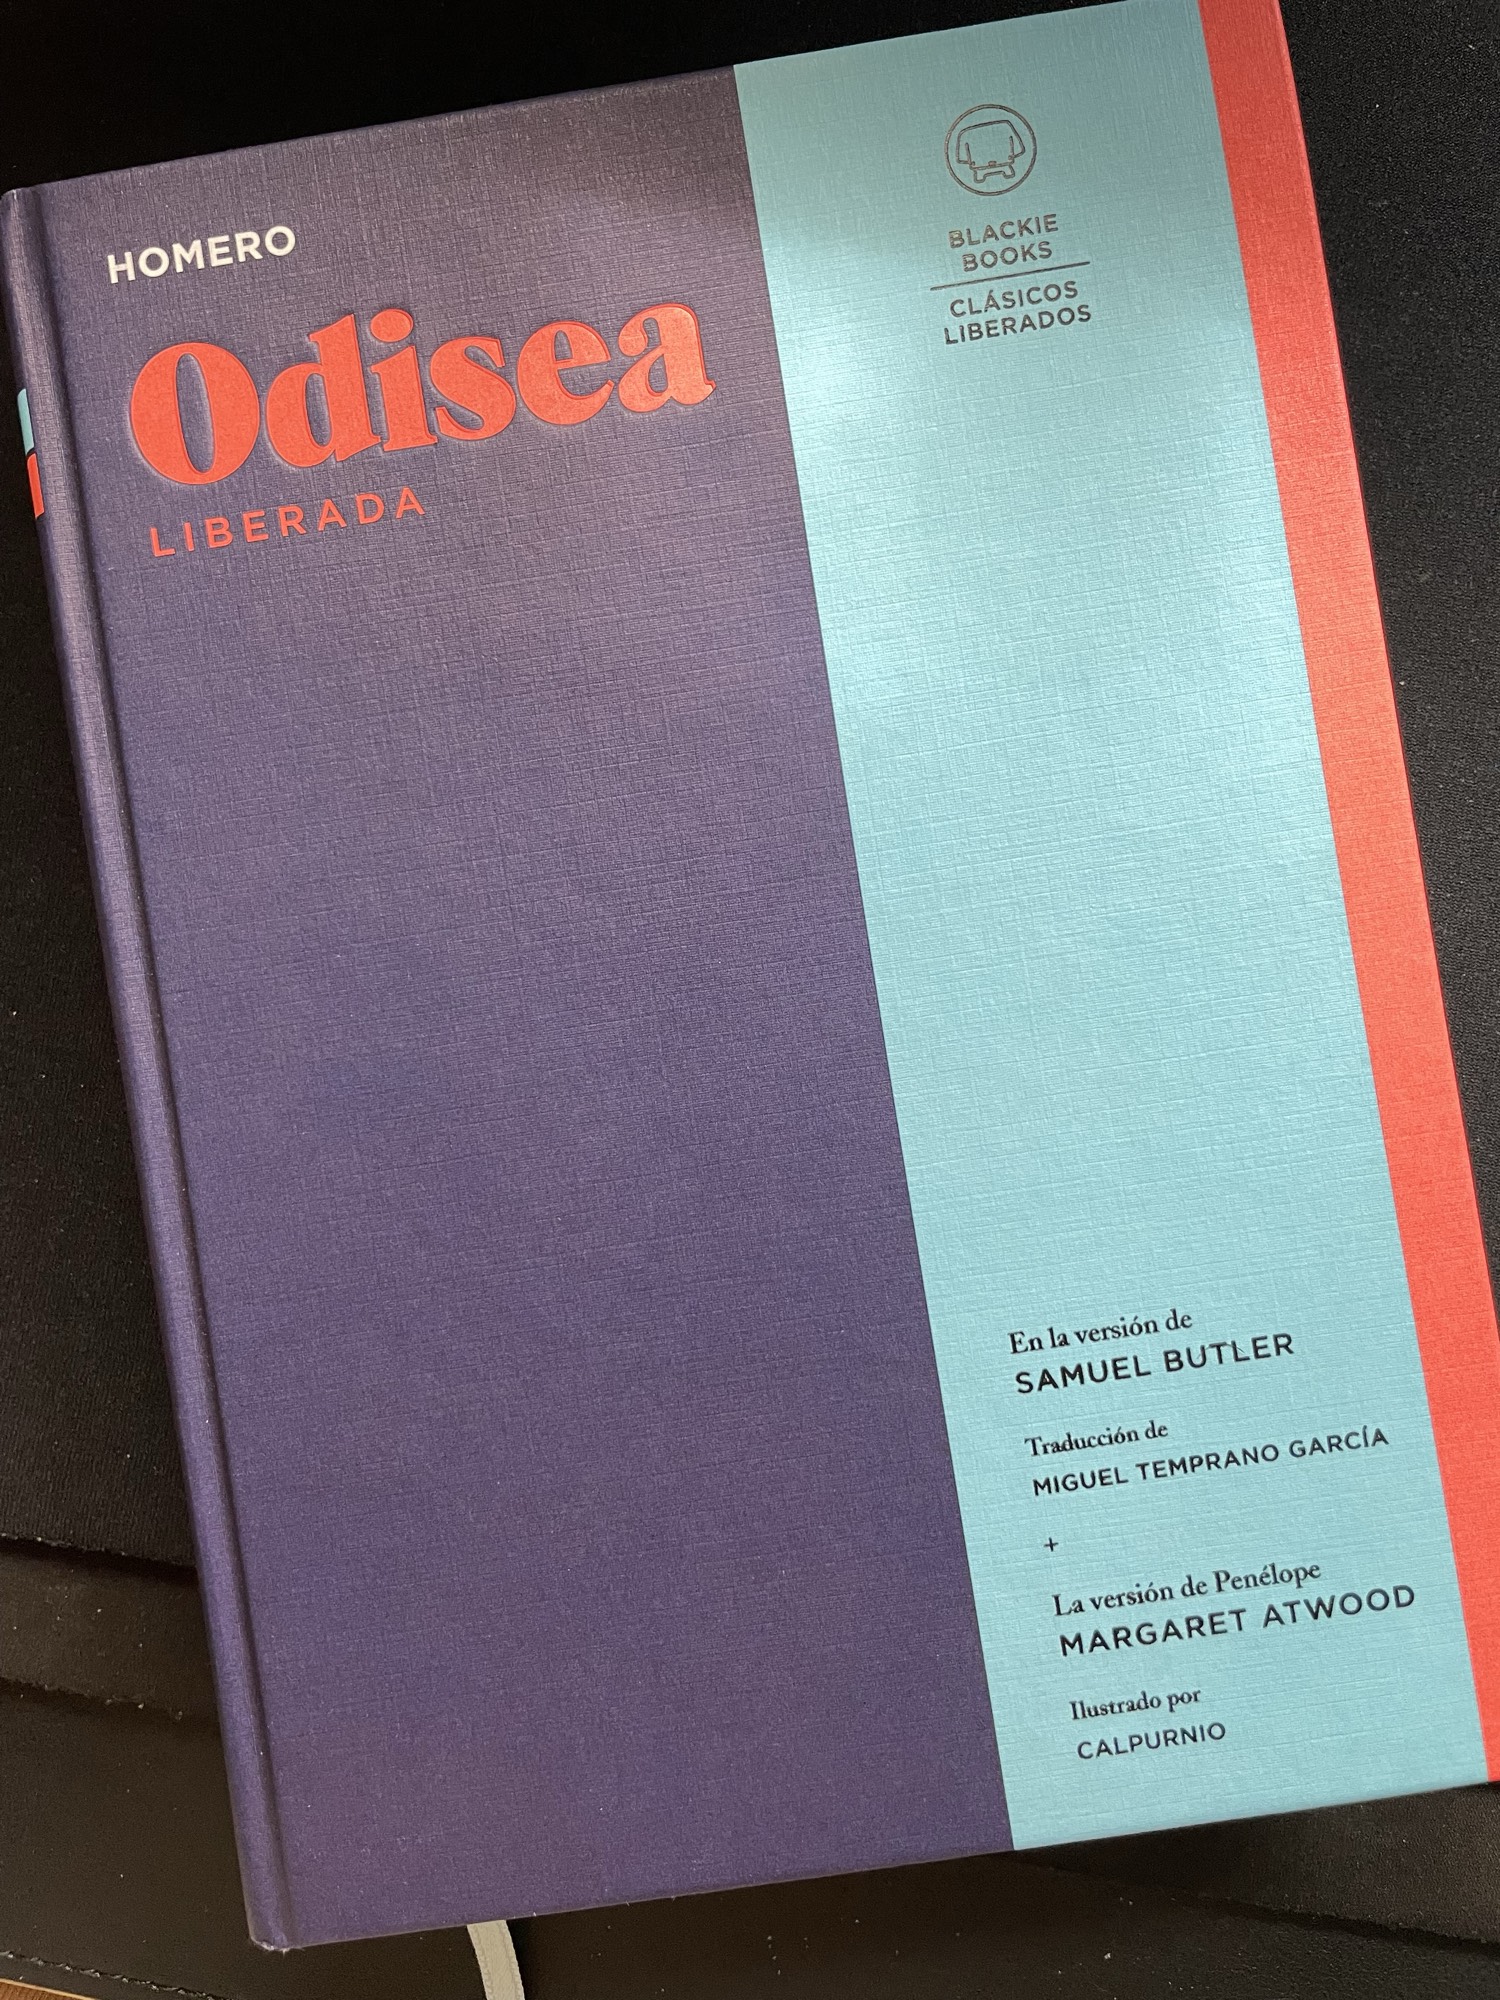 HOMERO
Odisea
LIBERADA
BLACKIE
BOOKS
CLÁSICOS
LIBERADOS
En la versión de
SAMUEL BUTLER
Traducción de
MIGUEL TEMPRANO GARCÍA
+
La versión de Penélope
MARGARET ATWOOD
Ilustrado por
CALPURNIO